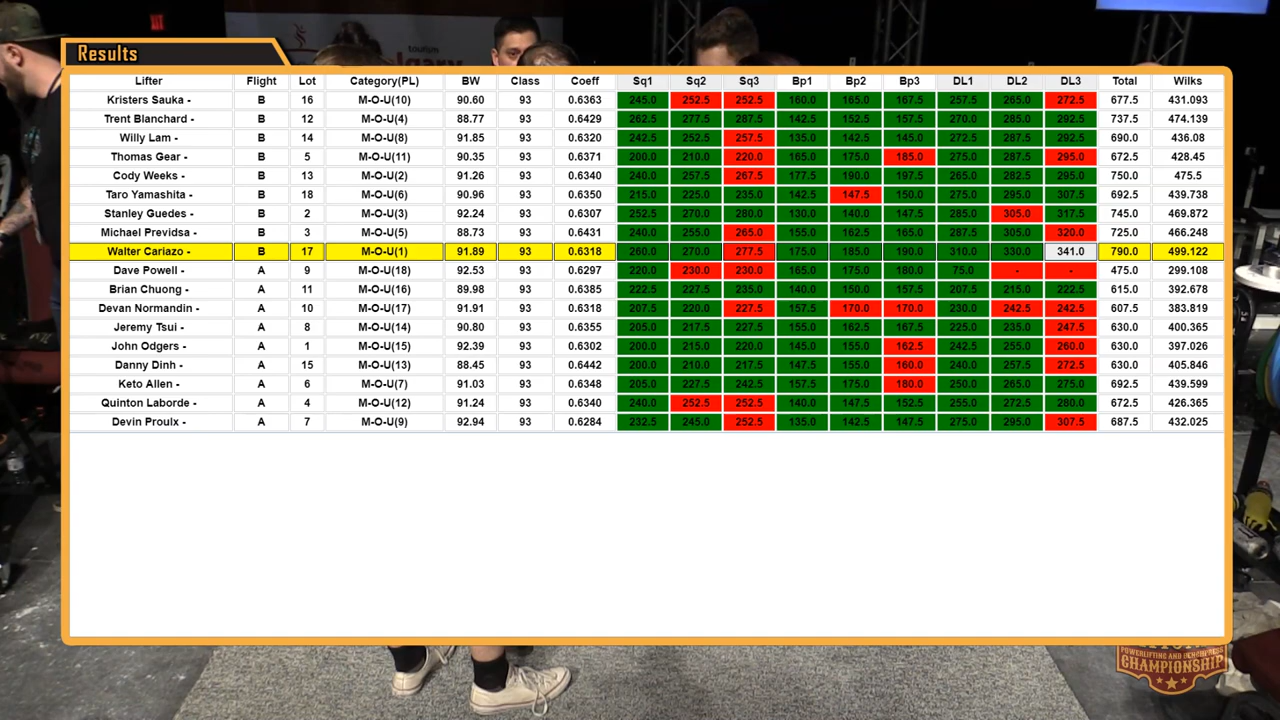 Results
Lifter Flight Lot Category(PL) BW Class Coeff Sq1 Sq2 Sq3 Bp1 Bp2 Bp3 DL1 DL2 DL3 Total Wilks
Kristers Sauka - B 16 M-O-U(10) 90.60 93 0.6363 245.0 252.5 252.5 160.0 165.0 167.5 257.5 265.0 272.5 677.5 431.093
Trent Blanchard - B 12 M-O-U(4) 88.77 93 0.6429 262.5 277.5 287.5 142.5 152.5 157.5 270.0 285.0 292.5 737.5 474.139
Willy Lam - B 14 M-O-U(8) 91.85 93 0.6320 242.5 252.5 257.5 135.0 142.5 145.0 272.5 287.5 292.5 690.0 436.08
Thomas Gear - B 5 M-O-U(11) 90.35 93 0.6371 200.0 210.0 220.0 165.0 175.0 185.0 275.0 287.5 295.0 672.5 428.45
Cody Weeks - B 13 M-O-U(2) 91.26 93 0.6340 240.0 257.5 267.5 177.5 190.0 197.5 265.0 282.5 295.0 750.0 475.5
Taro Yamashita - B 18 M-O-U(6) 90.96 93 0.6350 215.0 225.0 235.0 142.5 147.5 150.0 275.0 295.0 307.5 692.5 439.738
Stanley Guedes - B 2 M-O-U(3) 92.24 93 0.6307 252.5 270.0 280.0 130.0 140.0 147.5 285.0 305.0 317.5 745.0 469.872
Michael Previdsa - B 3 M-O-U(5) 88.73 93 0.6431 240.0 255.0 265.0 155.0 162.5 165.0 287.5 305.0 320.0 725.0 466.248
Walter Cariazo - B 17 M-O-U(1) 91.89 93 0.6318 260.0 270.0 277.5 175.0 185.0 190.0 310.0 330.0 341.0 790.0 499.122
Dave Powell - A 9 M-O-U(18) 92.53 93 0.6297 220.0 230.0 230.0 165.0 175.0 180.0 75.0 - - 475.0 299.108
Brian Chuong - A 11 M-O-U(16) 89.98 93 0.6385 222.5 227.5 235.0 140.0 150.0 157.5 207.5 215.0 222.5 615.0 392.678
Devan Normandin - A 10 M-O-U(17) 91.91 93 0.6318 207.5 220.0 227.5 157.5 170.0 170.0 230.0 242.5 242.5 607.5 383.819
Jeremy Tsui - A 8 M-O-U(14) 90.80 93 0.6355 205.0 217.5 227.5 155.0 162.5 167.5 225.0 235.0 247.5 630.0 400.365
John Odgers - A 1 M-O-U(15) 92.39 93 0.6302 200.0 215.0 220.0 145.0 155.0 162.5 242.5 255.0 260.0 630.0 397.026
Danny Dinh - A 15 M-O-U(13) 88.45 93 0.6442 200.0 210.0 217.5 147.5 155.0 160.0 240.0 257.5 272.5 630.0 405.846
Keto Allen - A 6 M-O-U(7) 91.03 93 0.6348 205.0 227.5 242.5 157.5 175.0 180.0 250.0 265.0 275.0 692.5 439.599
Quinton Laborde - A 4 M-O-U(12) 91.24 93 0.6340 240.0 252.5 252.5 140.0 147.5 152.5 255.0 272.5 280.0 672.5 426.365
Devin Proulx - A 7 M-O-U(9) 92.94 93 0.6284 232.5 245.0 252.5 135.0 142.5 147.5 275.0 295.0 307.5 687.5 432.025
tourism
POWERLIFTING AND BENCHPRESS
CHAMPIONSHIP